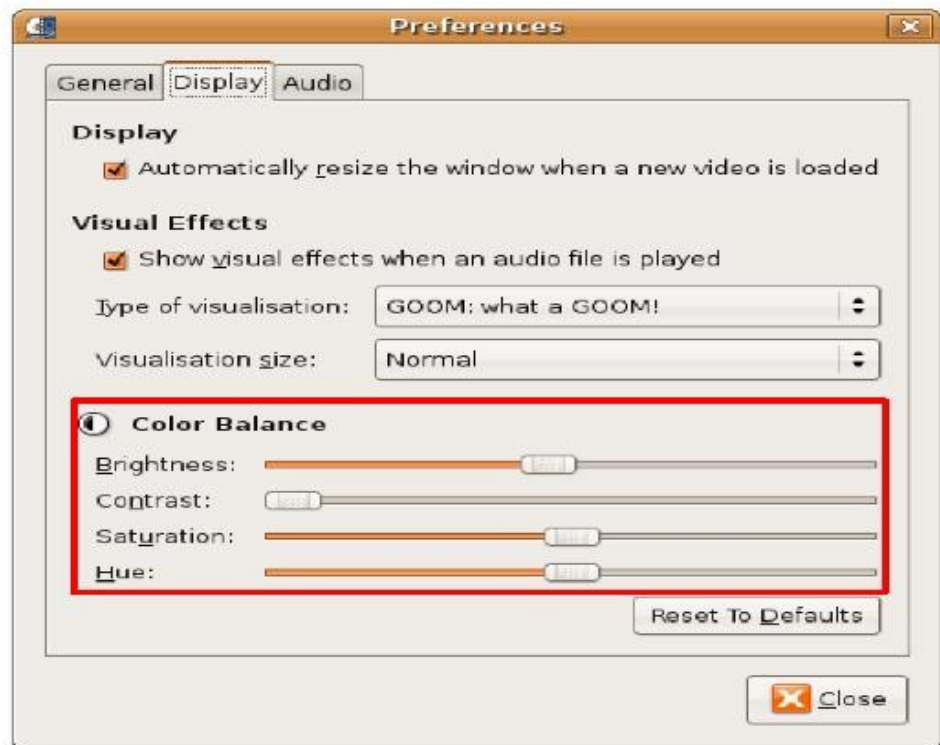 Preferences
General Display Audio
Display
Automatically resize the window when a new video is loaded
Visual Effects
Show visual effects when an audio file is played
Type of visualisation: GOOM: what a GOOM!
Visualisation size: Normal
Color Balance
Brightness:
Contrast:
Saturation:
Hue:
Reset To Defaults
Close